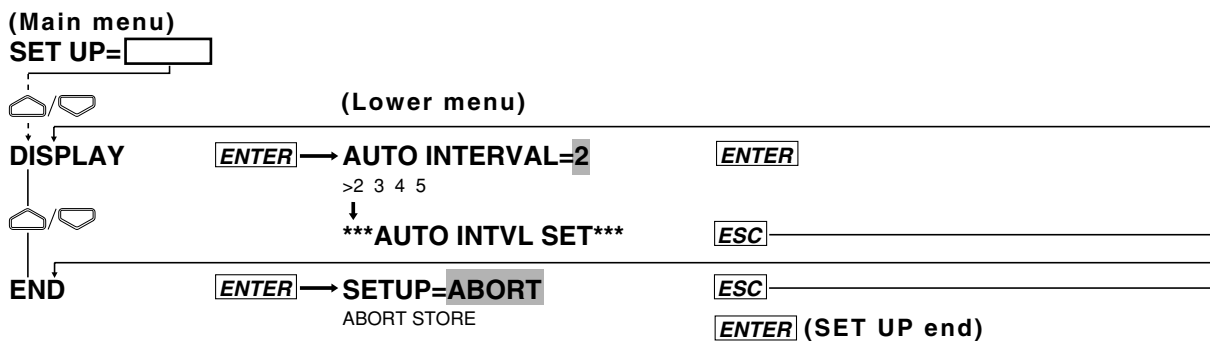 (Main menu)
SET UP=
/
(Lower menu)
DISPLAY ENTER AUTO INTERVAL=2 ENTER
>2 3 4 5
/
***AUTO INTVL SET*** ESC
END ENTER SETUP=ABORT ESC
ABORT STORE
ENTER (SET UP end)